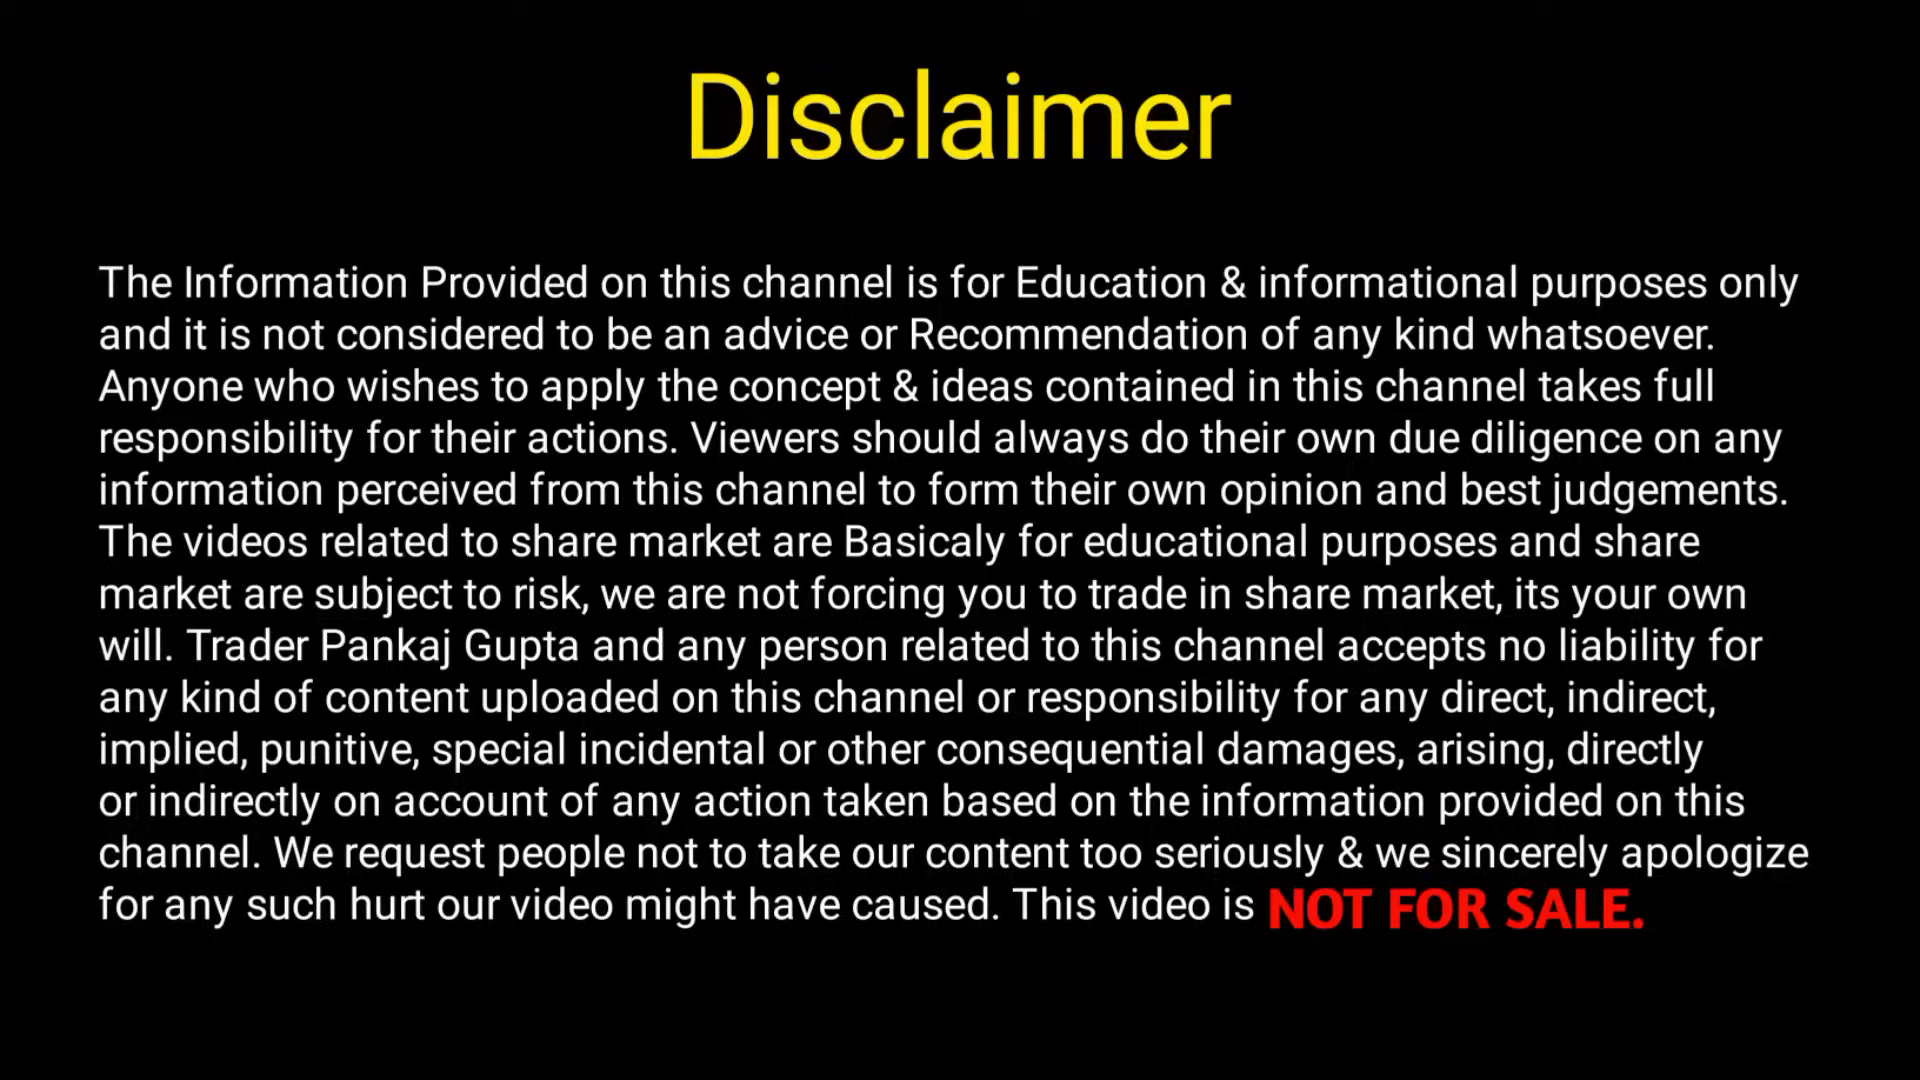 Disclaimer
The Information Provided on this channel is for Education & informational purposes only
and it is not considered to be an advice or Recommendation of any kind whatsoever.
Anyone who wishes to apply the concept & ideas contained in this channel takes full
responsibility for their actions. Viewers should always do their own due diligence on any
information perceived from this channel to form their own opinion and best judgements.
The videos related to share market are Basicaly for educational purposes and share
market are subject to risk, we are not forcing you to trade in share market, its your own
will. Trader Pankaj Gupta and any person related to this channel accepts no liability for
any kind of content uploaded on this channel or responsibility for any direct, indirect,
implied, punitive, special incidental or other consequential damages, arising, directly
or indirectly on account of any action taken based on the information provided on this
channel. We request people not to take our content too seriously & we sincerely apologize
for any such hurt our video might have caused. This video is NOT FOR SALE.